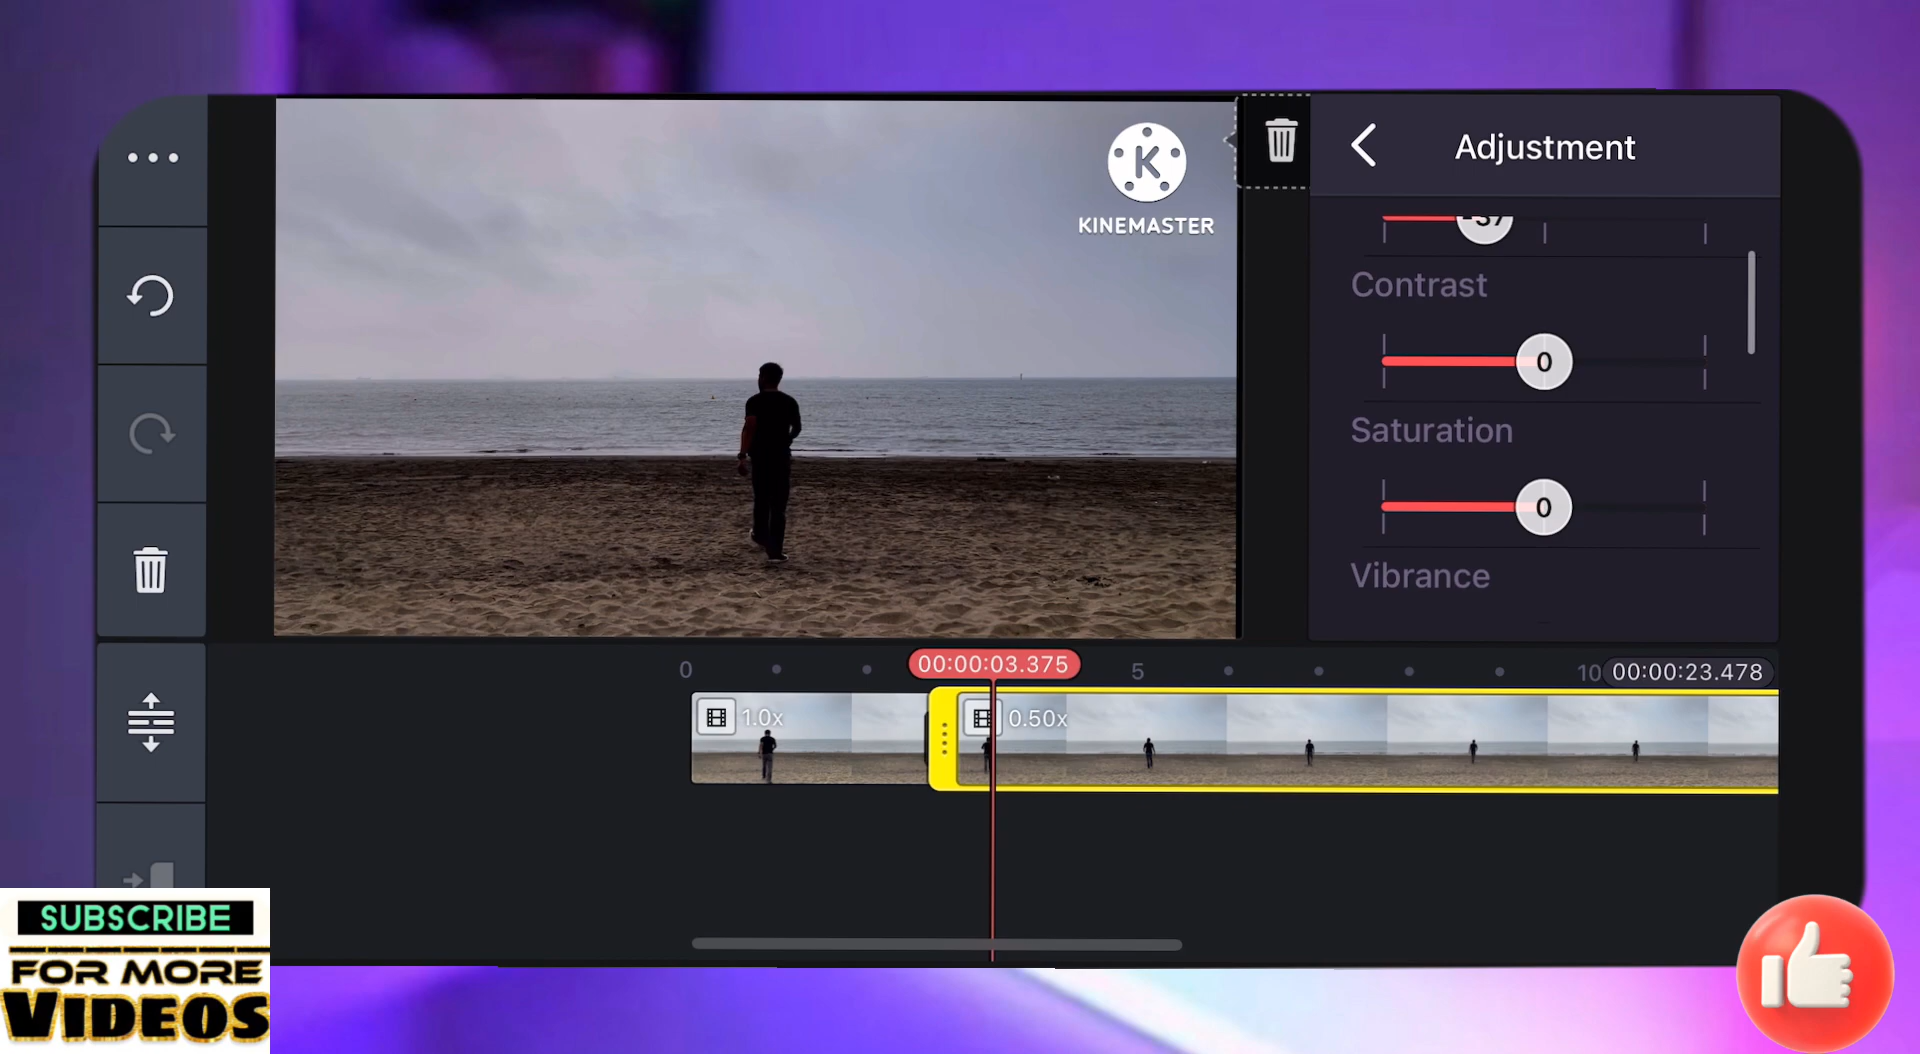 K
KINEMASTER
Adjustment
-37
Contrast
0
Saturation
0
Vibrance
0
00:00:03.375
5
10
00:00:23.478
1.0x
0.50x
SUBSCRIBE
FOR MORE
VIDEOS